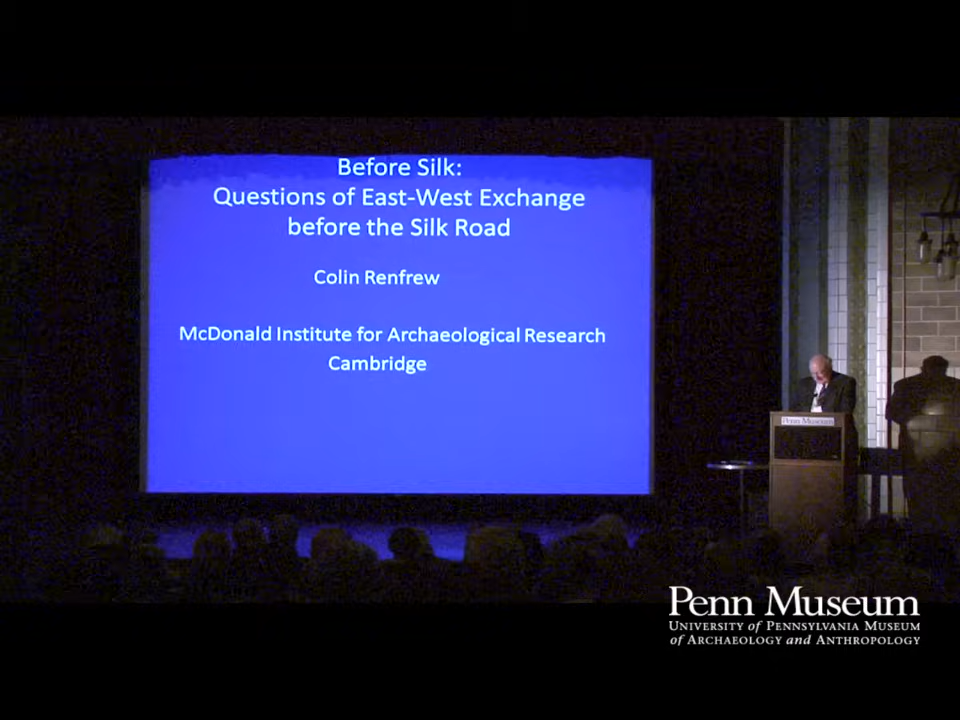 Before Silk:
Questions of East-West Exchange
before the Silk Road
Colin Renfrew
McDonald Institute for Archaeological Research
Cambridge
Penn Museum
Penn Museum
UNIVERSITY of PENNSYLVANIA MUSEUM
of ARCHAEOLOGY and ANTHROPOLOGY